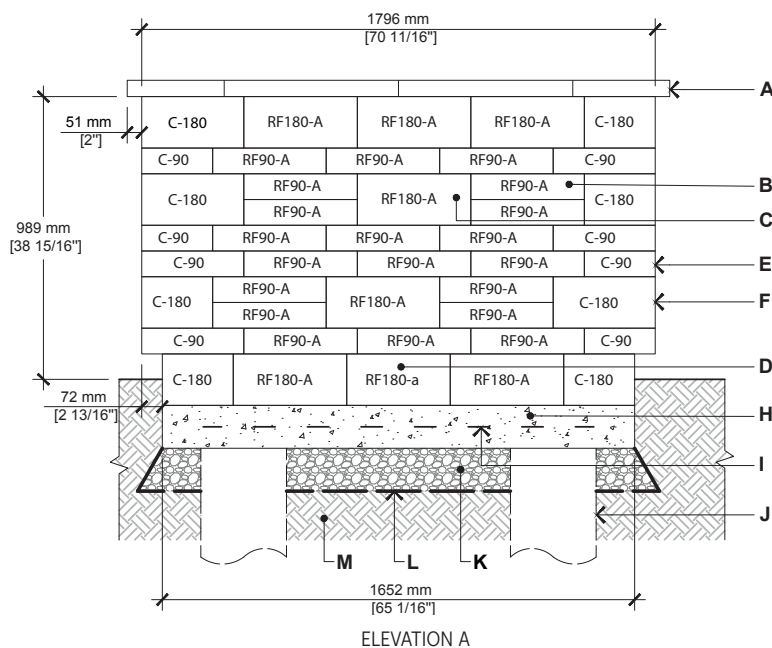 1796 mm
[70 11/16"]
A
51 mm
[2"]
C-180 RF180-A RF180-A RF180-A C-180
C-90 RF90-A RF90-A RF90-A C-90
C-180 RF90-A RF180-A RF90-A C-180
B
RF90-A RF90-A
C
989 mm
[38 15/16"]
C-90 RF90-A RF90-A RF90-A C-90
C-90 RF90-A RF90-A RF90-A C-90
E
C-180 RF90-A RF180-A RF90-A C-180
F
RF90-A RF90-A
C-90 RF90-A RF90-A RF90-A C-90
C-180 RF180-A RF180-a RF180-A C-180
D
72 mm
[2 13/16"]
H
I
J
M L K
1652 mm
[65 1/16"]
ELEVATION A